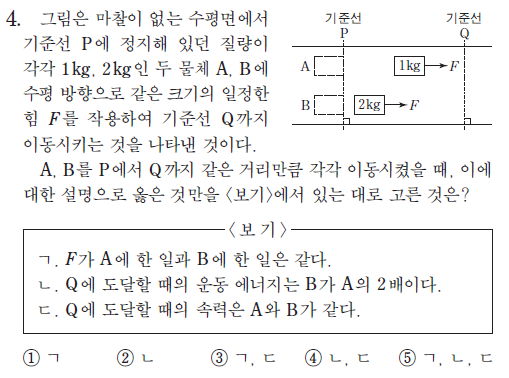 4. 그림은 마찰이 없는 수평면에서
기준선 P에 정지해 있던 질량이
각각 1kg, 2kg인 두 물체 A, B에
수평 방향으로 같은 크기의 일정한
힘 F를 작용하여 기준선 Q까지
이동시키는 것을 나타낸 것이다.
기준선 기준선
P Q
A 1kg F
B 2kg F
A, B를 P에서 Q까지 같은 거리만큼 각각 이동시켰을 때, 이에
대한 설명으로 옳은 것만을 <보기>에서 있는 대로 고른 것은?
<보 기>
ㄱ. F가 A에 한 일과 B에 한 일은 같다.
ㄴ. Q에 도달할 때의 운동 에너지는 B가 A의 2배이다.
ㄷ. Q에 도달할 때의 속력은 A와 B가 같다.
① ㄱ ② ㄴ ③ ㄱ, ㄷ ④ ㄴ, ㄷ ⑤ ㄱ, ㄴ, ㄷ